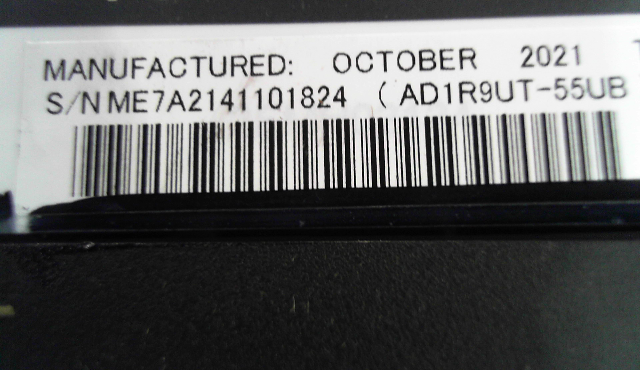 MANUFACTURED: OCTOBER 2021
S/N ME7A2141101824 ( AD1R9UT-55UB